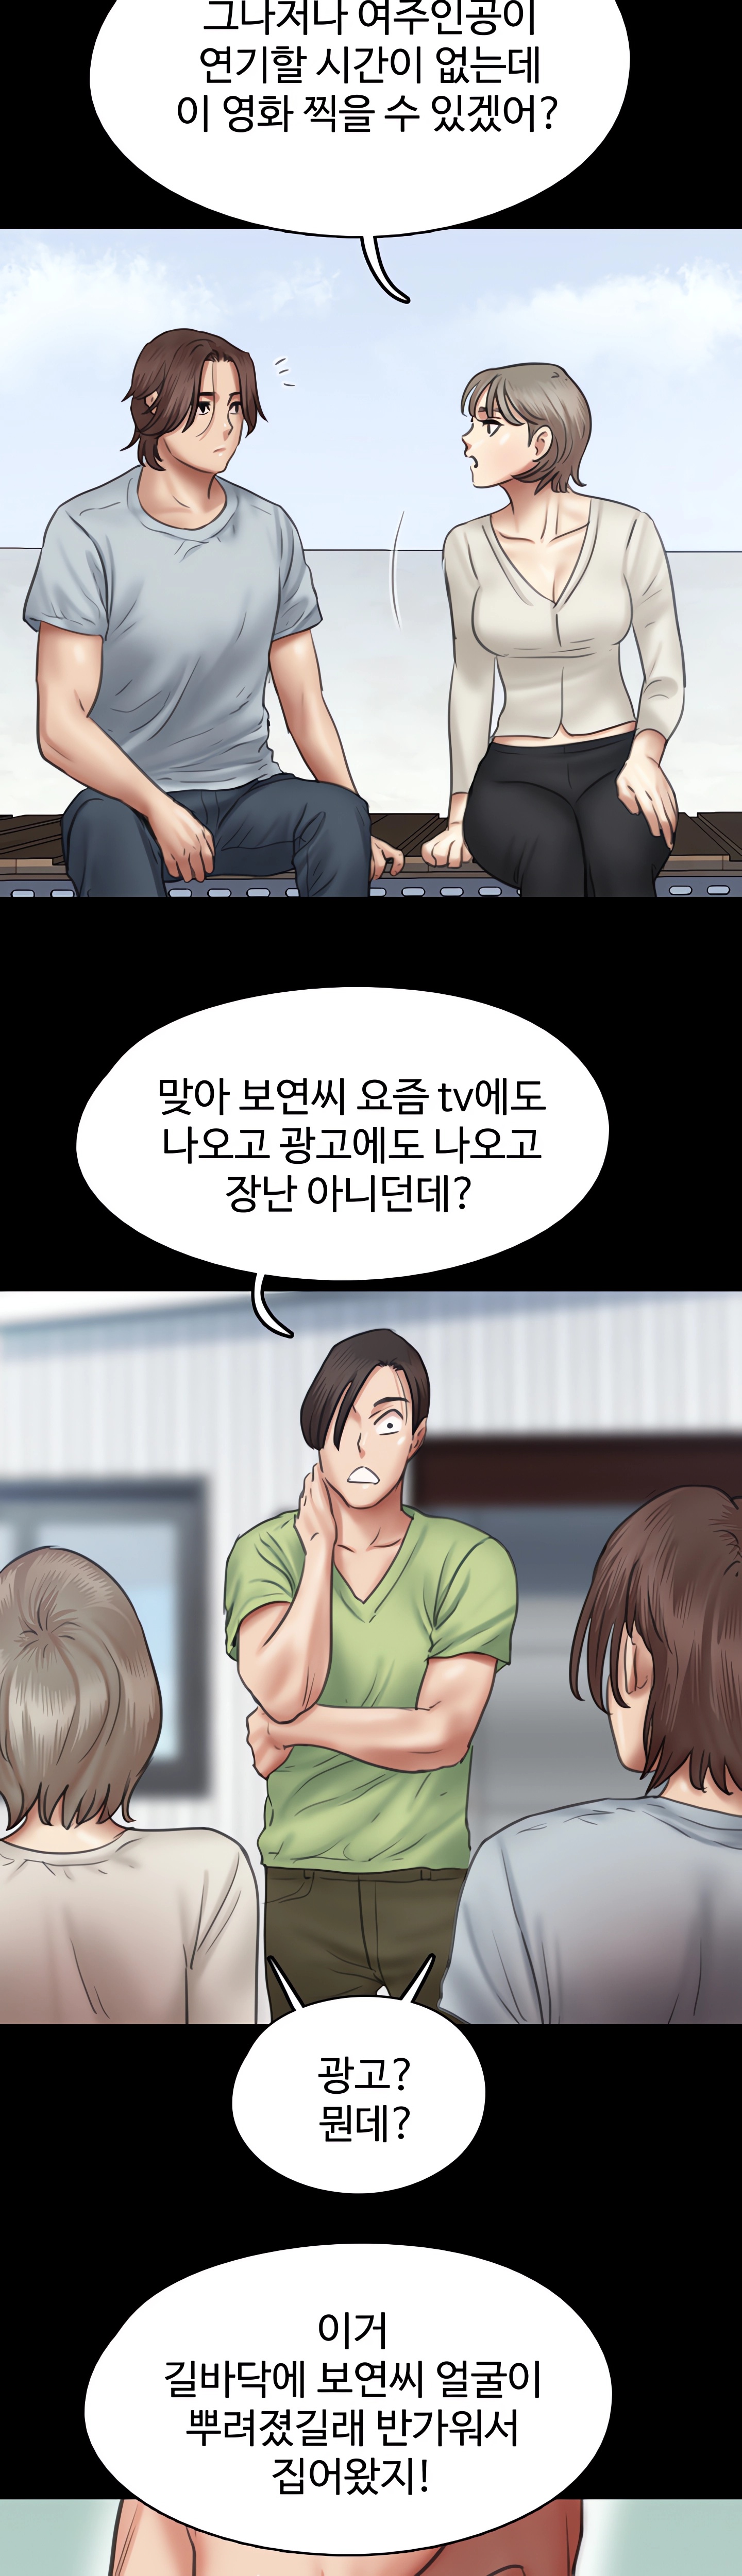 그나저나 여주인공이
연기할 시간이 없는데
이 영화 찍을 수 있겠어?
맞아 보연씨 요즘 tv에도
나오고 광고에도 나오고
장난 아니던데?
광고?
뭔데?
이거
길바닥에 보연씨 얼굴이
뿌려졌길래 반가워서
집어왔지!